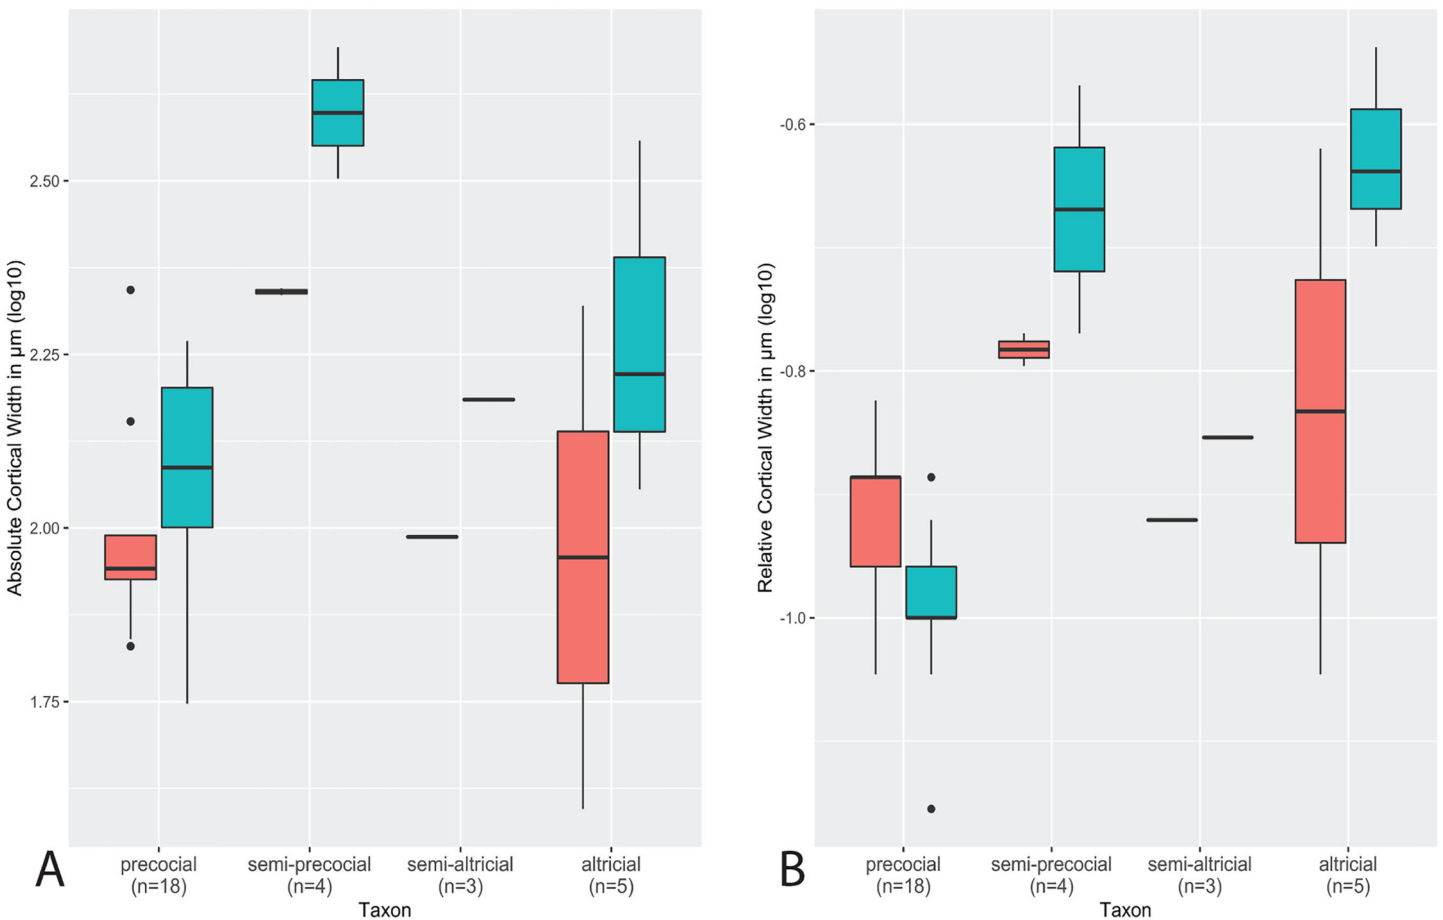 Absolute Cortical Width in µm (log10)
2.50
2.25
2.00
1.75
A
precocial
(n=18)
semi-precocial
(n=4)
semi-altricial
(n=3)
altricial
(n=5)
Taxon
Relative Cortical Width in µm (log10)
-0.6
-0.8
-1.0
B
precocial
(n=18)
semi-precocial
(n=4)
semi-altricial
(n=3)
altricial
(n=5)
Taxon